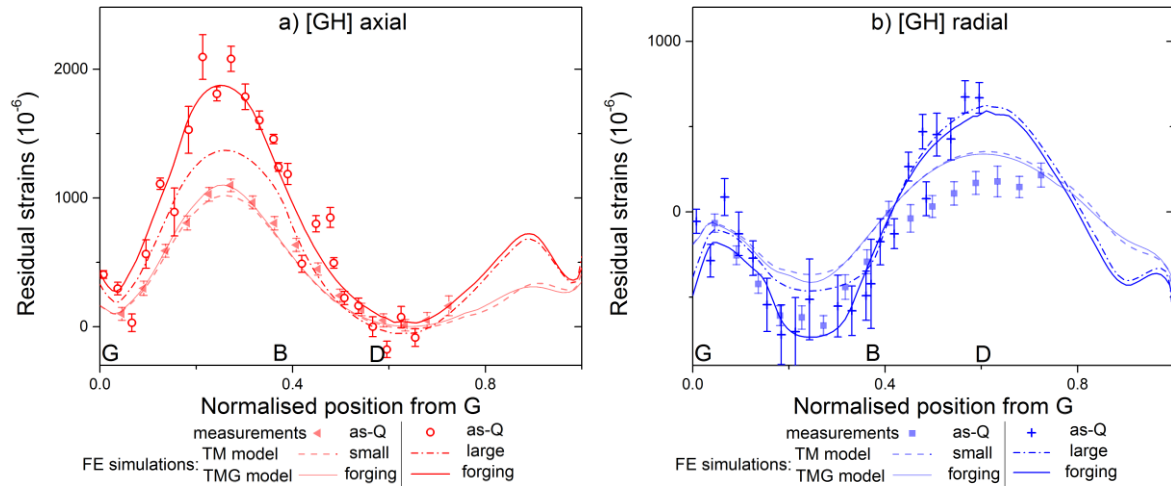 a) [GH] axial
2000
1000
0
Residual strains (10⁻⁶)
G B D
0.0 0.4 0.8
Normalised position from G
measurements as-Q as-Q
FE simulations: TM model small large
TMG model forging forging
b) [GH] radial
1000
0
Residual strains (10⁻⁶)
G B D
0.0 0.4 0.8
Normalised position from G
measurements as-Q as-Q
FE simulations: TM model small large
TMG model forging forging